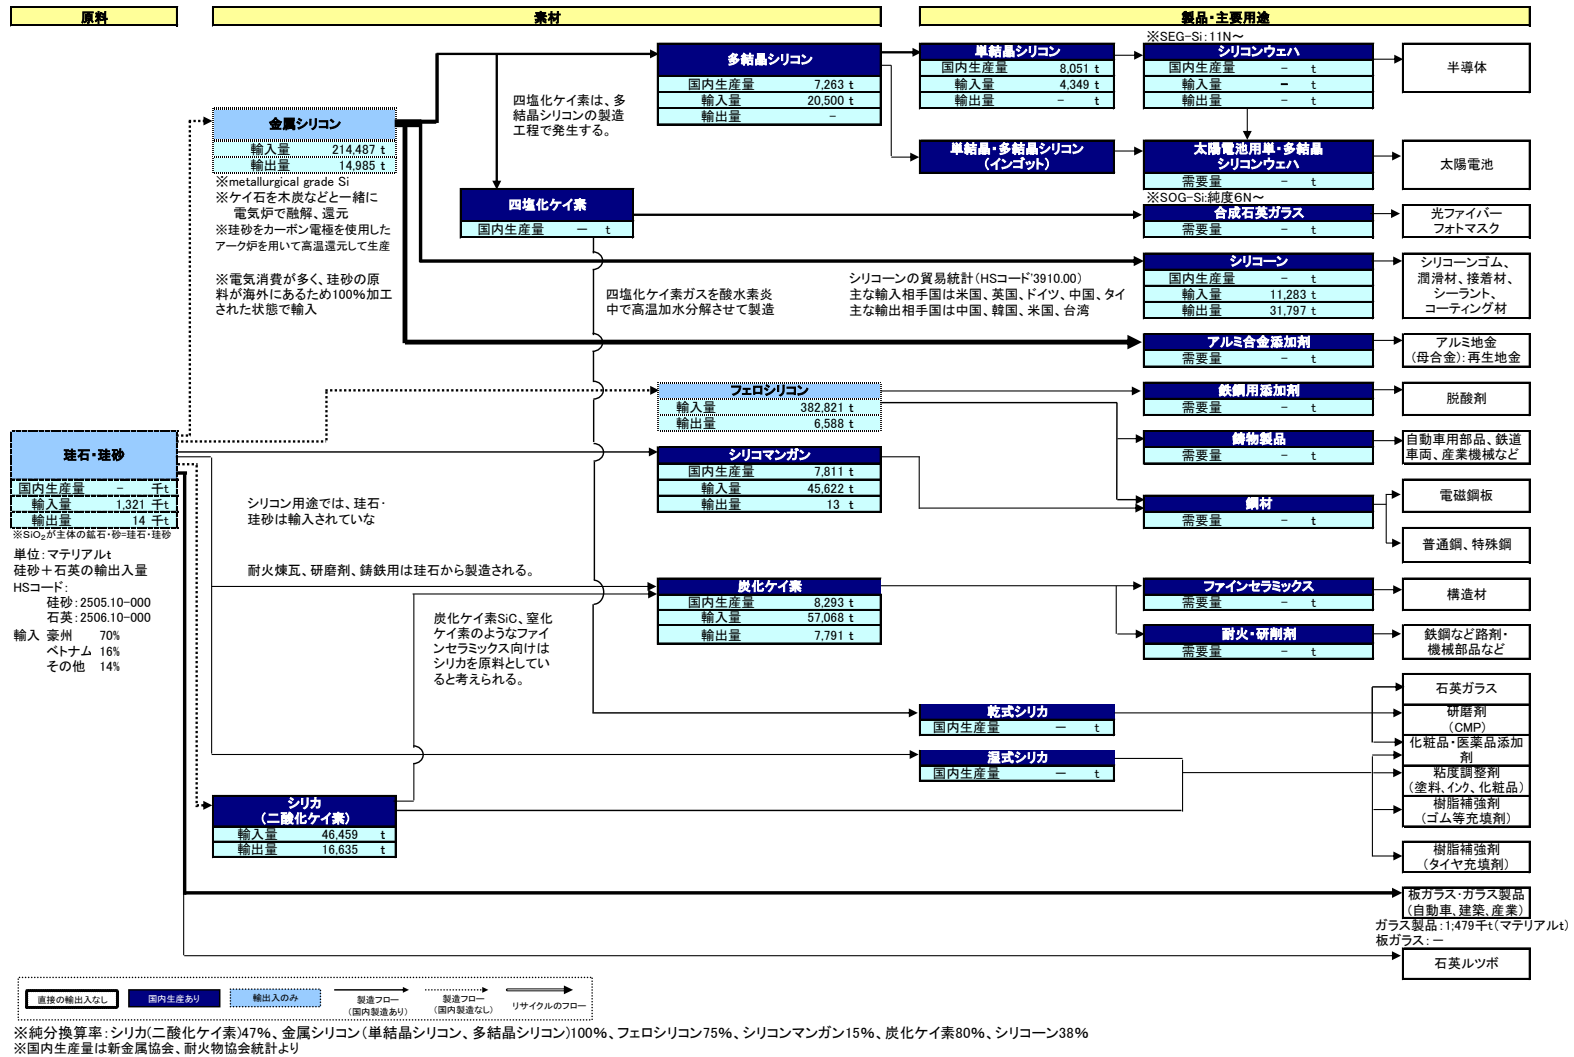 原料
素材
製品・主要用途
※SEG-Si:11N～
多結晶シリコン
国内生産量 7,263 t
輸入量 20,500 t
輸出量 -
単結晶シリコン
国内生産量 8,051 t
輸入量 4,349 t
輸出量 - t
シリコンウェハ
国内生産量 - t
輸入量 - t
輸出量 - t
半導体
四塩化ケイ素は、多
結晶シリコンの製造
工程で発生する。
金属シリコン
輸入量 214,487 t
輸出量 14,985 t
※metallurgical grade Si
※ケイ石を木炭などと一緒に
電気炉で融解、還元
※珪砂をカーボン電極を使用した
アーク炉を用いて高温還元して生産
※電気消費が多く、珪砂の原
料が海外にあるため100%加工
された状態で輸入
単結晶・多結晶シリコン
(インゴット)
太陽電池用単・多結晶
シリコンウェハ
需要量 - t
※SOG-Si:純度6N～
太陽電池
四塩化ケイ素
国内生産量 － t
合成石英ガラス
需要量 - t
光ファイバー
フォトマスク
四塩化ケイ素ガスを酸水素炎
中で高温加水分解させて製造
シリコーンの貿易統計(HSコード'3910.00)
主な輸入相手国は米国、英国、ドイツ、中国、タイ
主な輸出相手国は中国、韓国、米国、台湾
シリコーン
国内生産量 - t
輸入量 11,283 t
輸出量 31,797 t
シリコーンゴム、
潤滑材、接着材、
シーラント、
コーティング材
アルミ合金添加剤
需要量 - t
アルミ地金
(母合金):再生地金
フェロシリコン
輸入量 382,821 t
輸出量 6,588 t
鉄鋼用添加剤
需要量 - t
脱酸剤
鋳物製品
需要量 - t
自動車用部品、鉄道
車両、産業機械など
珪石・珪砂
国内生産量 - 千t
輸入量 1,321 千t
輸出量 14 千t
※SiO₂が主体の鉱石・砂=珪石・珪砂
単位:マテリアルt
硅砂＋石英の輸出入量
HSコード:
硅砂:2505.10-000
石英:2506.10-000
輸入 豪州 70%
ベトナム 16%
その他 14%
シリコマンガン
国内生産量 7,811 t
輸入量 45,622 t
輸出量 13 t
シリコン用途では、珪石・
珪砂は輸入されていな
鋼材
需要量 - t
電磁鋼板
普通鋼、特殊鋼
耐火煉瓦、研磨剤、鋳鉄用は珪石から製造される。
炭化ケイ素
国内生産量 8,293 t
輸入量 57,068 t
輸出量 7,791 t
炭化ケイ素SiC、窒化
ケイ素のようなファイ
ンセラミックス向けは
シリカを原料としてい
ると考えられる。
ファインセラミックス
需要量 - t
構造材
耐火・研削剤
需要量 - t
鉄鋼など路剤・
機械部品など
乾式シリカ
国内生産量 － t
湿式シリカ
国内生産量 － t
シリカ
(二酸化ケイ素)
輸入量 46,459 t
輸出量 16,635 t
石英ガラス
研磨剤
(CMP)
化粧品・医薬品添加
剤
粘度調整剤
(塗料、インク、化粧品)
樹脂補強剤
(ゴム等充填剤)
樹脂補強剤
(タイヤ充填剤)
板ガラス・ガラス製品
(自動車、建築、産業)
ガラス製品:1,479千t(マテリアルt)
板ガラス:－
石英ルツボ
直接の輸出入なし
国内生産あり
輸出入のみ
製造フロー
(国内製造あり)
製造フロー
(国内製造なし)
リサイクルのフロー
※純分換算率:シリカ(二酸化ケイ素)47%、金属シリコン(単結晶シリコン、多結晶シリコン)100%、フェロシリコン75%、シリコンマンガン15%、炭化ケイ素80%、シリコーン38%
※国内生産量は新金属協会、耐火物協会統計より